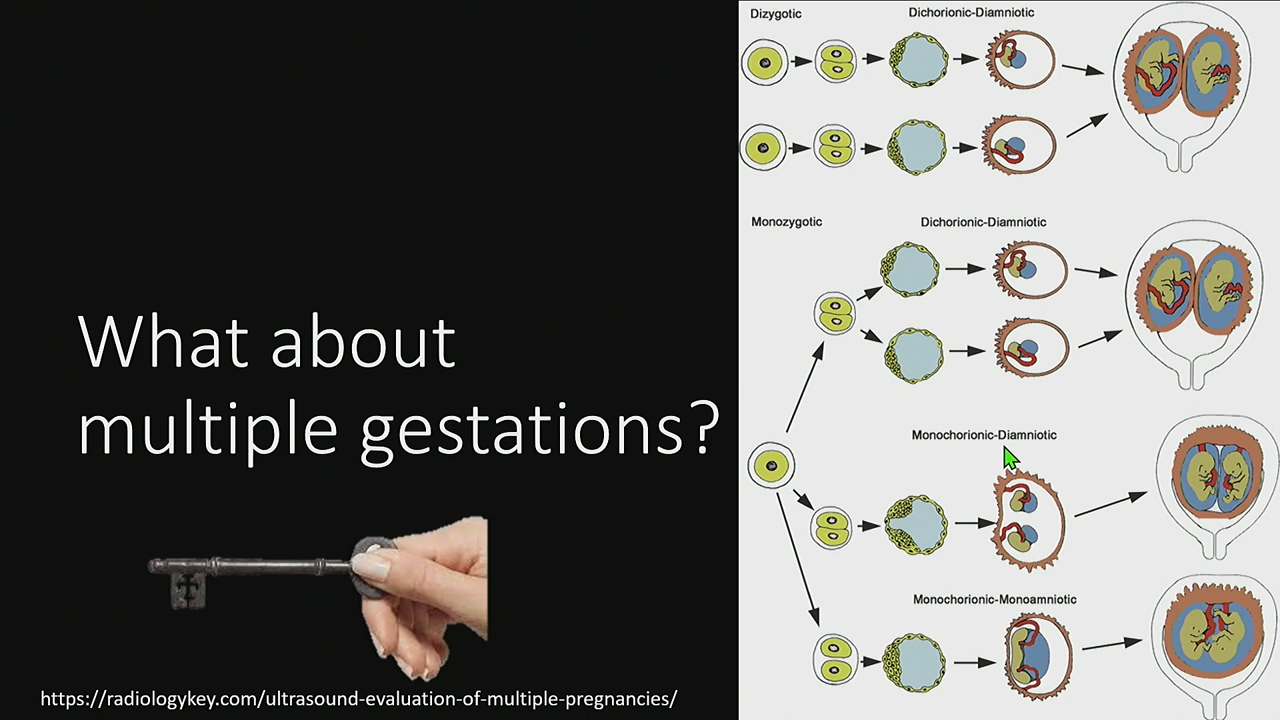 What about
multiple gestations?
https://radiologykey.com/ultrasound-evaluation-of-multiple-pregnancies/
Dizygotic
Dichorionic-Diamniotic
Monozygotic
Dichorionic-Diamniotic
Monochorionic-Diamniotic
Monochorionic-Monoamniotic